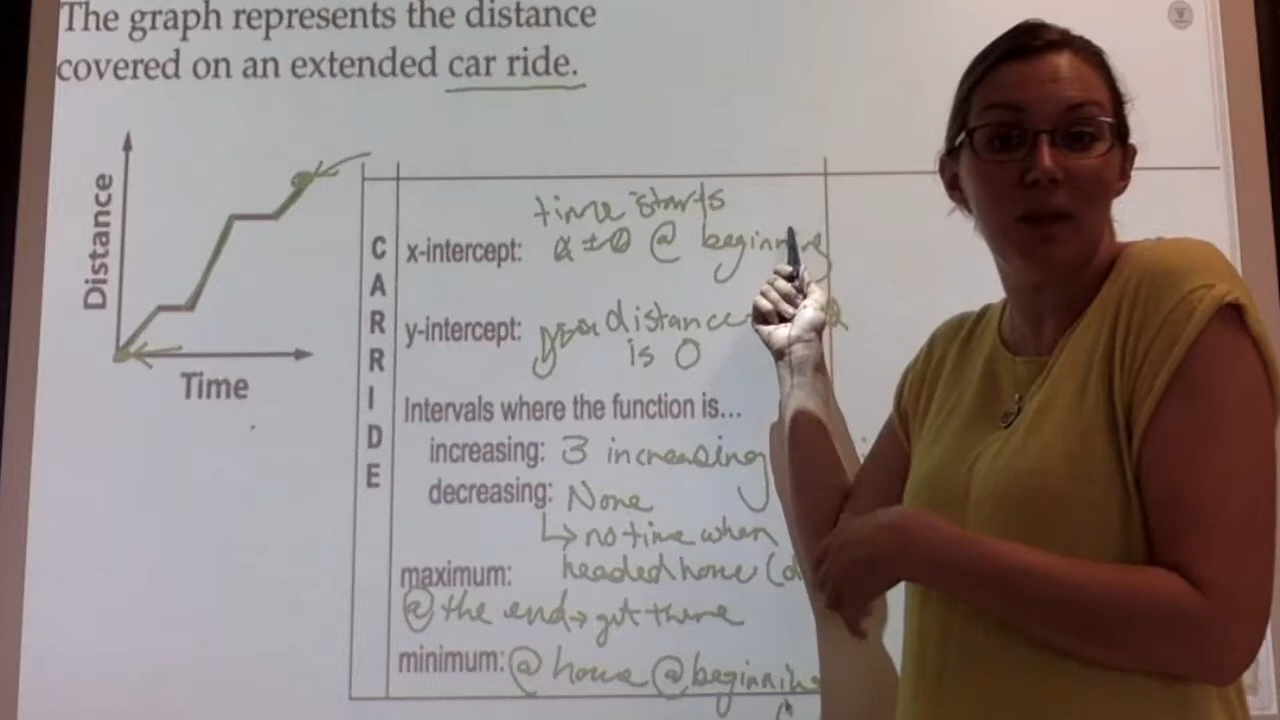 The graph represents the distance
covered on an extended car ride.
Distance
Time
CARRIDE
time starts
x-intercept: @ beginning
y-intercept: distance
is 0
Intervals where the function is...
increasing: 3 increasing
decreasing: None
↳ no time when
headed home
maximum:
@ the end → get there
minimum: @ home @ beginning